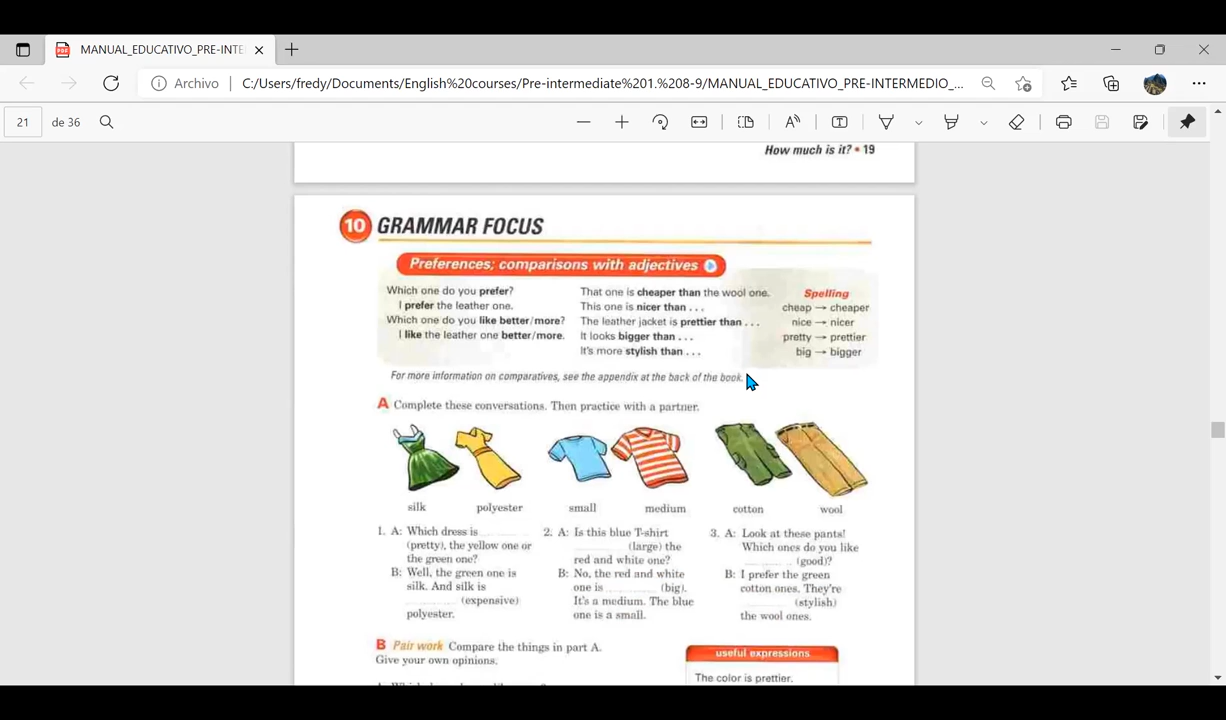 MANUAL_EDUCATIVO_PRE-INTE
Archivo
C:/Users/fredy/Documents/English%20courses/Pre-intermediate%201.%208-9/MANUAL_EDUCATIVO_PRE-INTERMEDIO_...
21 de 36
How much is it? • 19
10 GRAMMAR FOCUS
Preferences; comparisons with adjectives
Which one do you prefer?
I prefer the leather one.
Which one do you like better/more?
I like the leather one better/more.
That one is cheaper than the wool one.
This one is nicer than . . .
The leather jacket is prettier than . . .
It looks bigger than . . .
It's more stylish than . . .
Spelling
cheap → cheaper
nice → nicer
pretty → prettier
big → bigger
For more information on comparatives, see the appendix at the back of the book.
A Complete these conversations. Then practice with a partner.
silk polyester small medium cotton wool
1. A: Which dress is ..........
(pretty), the yellow one or
the green one?
B: Well, the green one is
silk. And silk is
.......... (expensive)
polyester.
2. A: Is this blue T-shirt
.......... (large) the
red and white one?
B: No, the red and white
one is .......... (big).
It's a medium. The blue
one is a small.
3. A: Look at these pants!
Which ones do you like
.......... (good)?
B: I prefer the green
cotton ones. They're
.......... (stylish)
the wool ones.
B Pair work Compare the things in part A.
Give your own opinions.
useful expressions
The color is prettier.